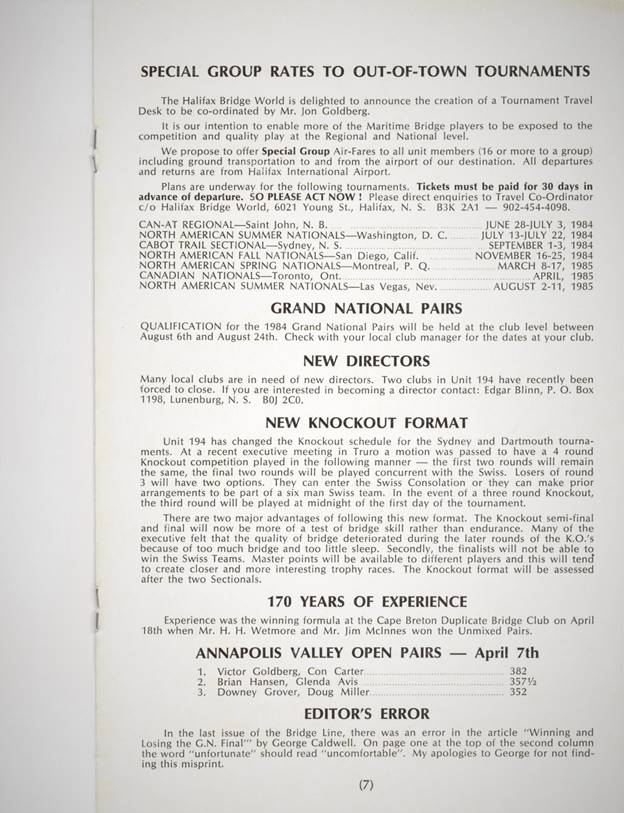 SPECIAL GROUP RATES TO OUT-OF-TOWN TOURNAMENTS
The Halifax Bridge World is delighted to announce the creation of a Tournament Travel
Desk to be co-ordinated by Mr. Jon Goldberg.
It is our intention to enable more of the Maritime Bridge players to be exposed to the
competition and quality play at the Regional and National level.
We propose to offer Special Group Air-Fares to all unit members (16 or more to a group)
including ground transportation to and from the airport of our destination. All departures
and returns are from Halifax International Airport.
Plans are underway for the following tournaments. Tickets must be paid for 30 days in
advance of departure. SO PLEASE ACT NOW ! Please direct enquiries to Travel Co-ordinator
c/o Halifax Bridge World, 6021 Young St., Halifax, N. S. B3K 2A1 — 902-454-4098.
CAN-AT REGIONAL—Saint John, N. B. JUNE 28-JULY 3, 1984
NORTH AMERICAN SUMMER NATIONALS—Washington, D. C. JULY 13-JULY 22, 1984
CABOT TRAIL SECTIONAL—Sydney, N. S. SEPTEMBER 1-3, 1984
NORTH AMERICAN FALL NATIONALS—San Diego, Calif. NOVEMBER 16-25, 1984
NORTH AMERICAN SPRING NATIONALS—Montreal, P. Q. MARCH 8-17, 1985
CANADIAN NATIONALS—Toronto, Ont. APRIL, 1985
NORTH AMERICAN SUMMER NATIONALS—Las Vegas, Nev. AUGUST 2-11, 1985
GRAND NATIONAL PAIRS
QUALIFICATION for the 1984 Grand National Pairs will be held at the club level between
August 6th and August 24th. Check with your local club manager for the dates at your club.
NEW DIRECTORS
Many local clubs are in need of new directors. Two clubs in Unit 194 have recently been
forced to close. If you are interested in becoming a director contact: Edgar Blinn, P. O. Box
1198, Lunenburg, N. S. B0J 2C0.
NEW KNOCKOUT FORMAT
Unit 194 has changed the Knockout schedule for the Sydney and Dartmouth tourna-
ments. At a recent executive meeting in Truro a motion was passed to have a 4 round
Knockout competition played in the following manner — the first two rounds will remain
the same, the final two rounds will be played concurrent with the Swiss. Losers of round
3 will have two options. They can enter the Swiss Consolation or they can make prior
arrangements to be part of a six man Swiss team. In the event of a three round Knockout,
the third round will be played at midnight of the first day of the tournament.
There are two major advantages of following this new format. The Knockout semi-final
and final will now be more of a test of bridge skill rather than endurance. Many of the
executive felt that the quality of bridge deteriorated during the later rounds of the K.O.'s
because of too much bridge and too little sleep. Secondly, the finalists will not be able to
win the Swiss Teams. Master points will be available to different players and this will tend
to create closer and more interesting trophy races. The Knockout format will be assessed
after the two Sectionals.
170 YEARS OF EXPERIENCE
Experience was the winning formula at the Cape Breton Duplicate Bridge Club on April
18th when Mr. H. H. Wetmore and Mr. Jim McInnes won the Unmixed Pairs.
ANNAPOLIS VALLEY OPEN PAIRS — April 7th
1. Victor Goldberg, Con Carter 382
2. Brian Hansen, Glenda Avis 357½
3. Downey Grover, Doug Miller 352
EDITOR'S ERROR
In the last issue of the Bridge Line, there was an error in the article "Winning and
Losing the G.N. Final'" by George Caldwell. On page one at the top of the second column
the word "unfortunate" should read "uncomfortable". My apologies to George for not find-
ing this misprint.
(7)